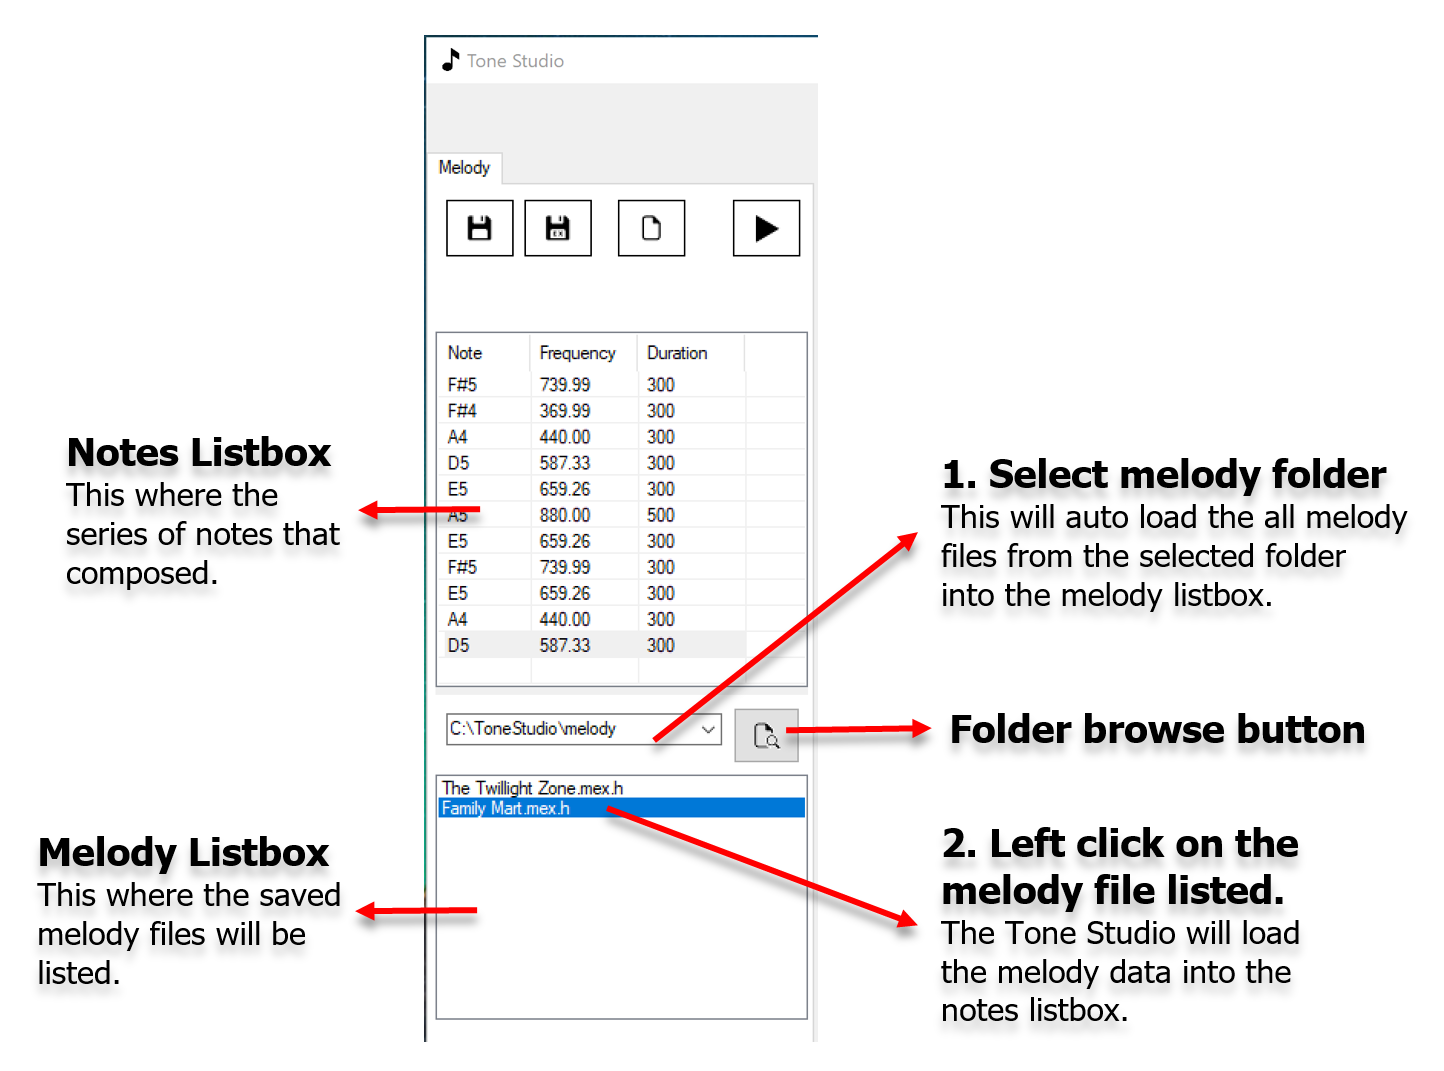 Tone Studio
Melody
EX
Note Frequency Duration
F#5 739.99 300
F#4 369.99 300
A4 440.00 300
D5 587.33 300
E5 659.26 300
A5 880.00 500
E5 659.26 300
F#5 739.99 300
E5 659.26 300
A4 440.00 300
D5 587.33 300
C:\ToneStudio\melody
The Twillight Zone.mex.h
Family Mart.mex.h
Notes Listbox
This where the
series of notes that
composed.
Melody Listbox
This where the saved
melody files will be
listed.
1. Select melody folder
This will auto load the all melody
files from the selected folder
into the melody listbox.
Folder browse button
2. Left click on the
melody file listed.
The Tone Studio will load
the melody data into the
notes listbox.